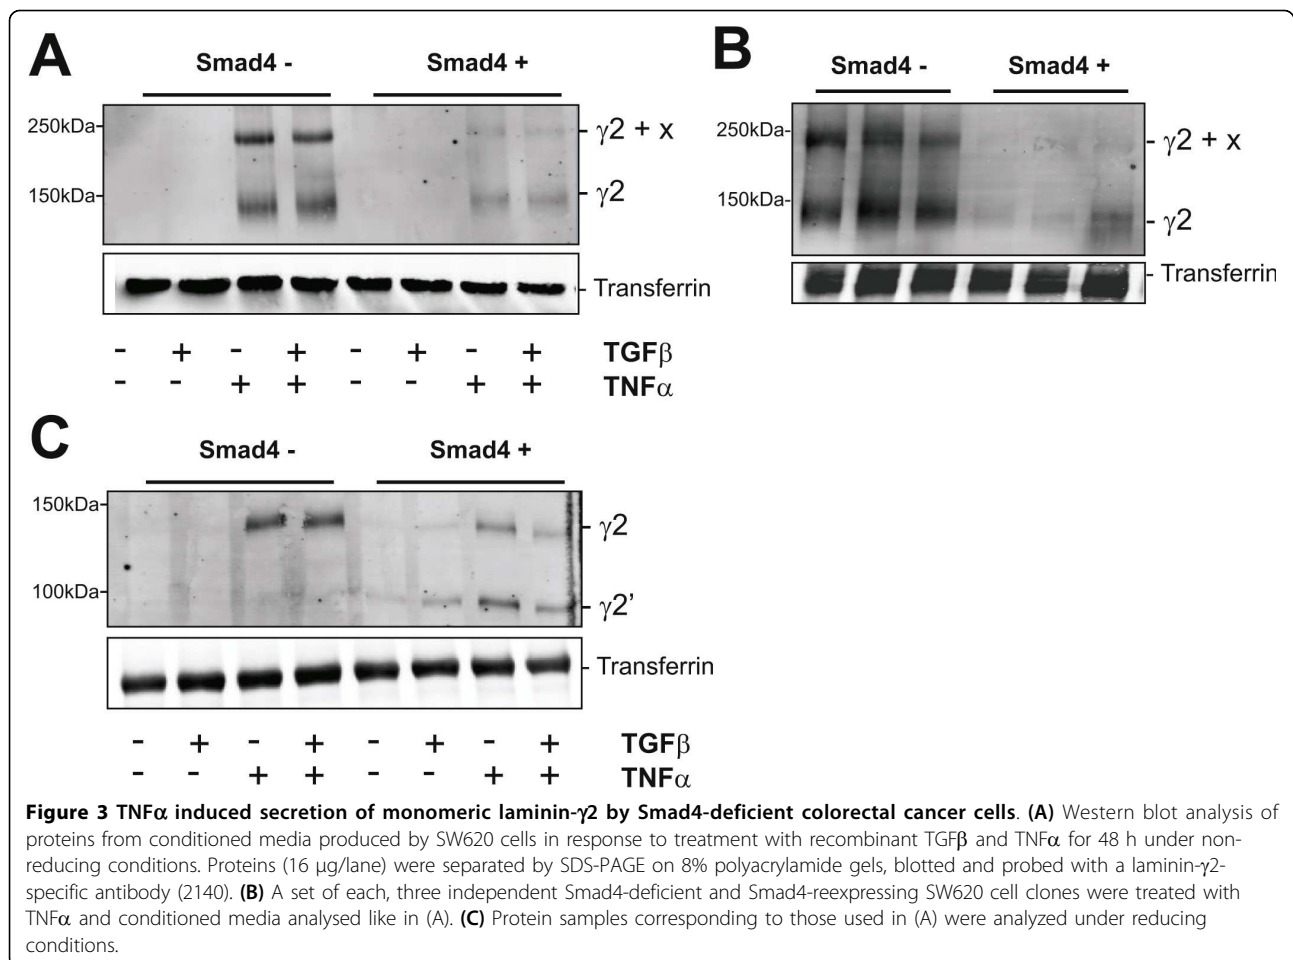 A
Smad4 -
Smad4 +
250kDa-
- γ2 + x
150kDa-
- γ2
- Transferrin
- + - + - + - + TGFβ
- - + + - - + + TNFα
B
Smad4 -
Smad4 +
250kDa-
- γ2 + x
150kDa-
- γ2
- Transferrin
C
Smad4 -
Smad4 +
150kDa-
- γ2
100kDa-
- γ2’
- Transferrin
- + - + - + - + TGFβ
- - + + - - + + TNFα
Figure 3 TNFα induced secretion of monomeric laminin-γ2 by Smad4-deficient colorectal cancer cells. (A) Western blot analysis of
proteins from conditioned media produced by SW620 cells in response to treatment with recombinant TGFβ and TNFα for 48 h under non-
reducing conditions. Proteins (16 μg/lane) were separated by SDS-PAGE on 8% polyacrylamide gels, blotted and probed with a laminin-γ2-
specific antibody (2140). (B) A set of each, three independent Smad4-deficient and Smad4-reexpressing SW620 cell clones were treated with
TNFα and conditioned media analysed like in (A). (C) Protein samples corresponding to those used in (A) were analyzed under reducing
conditions.